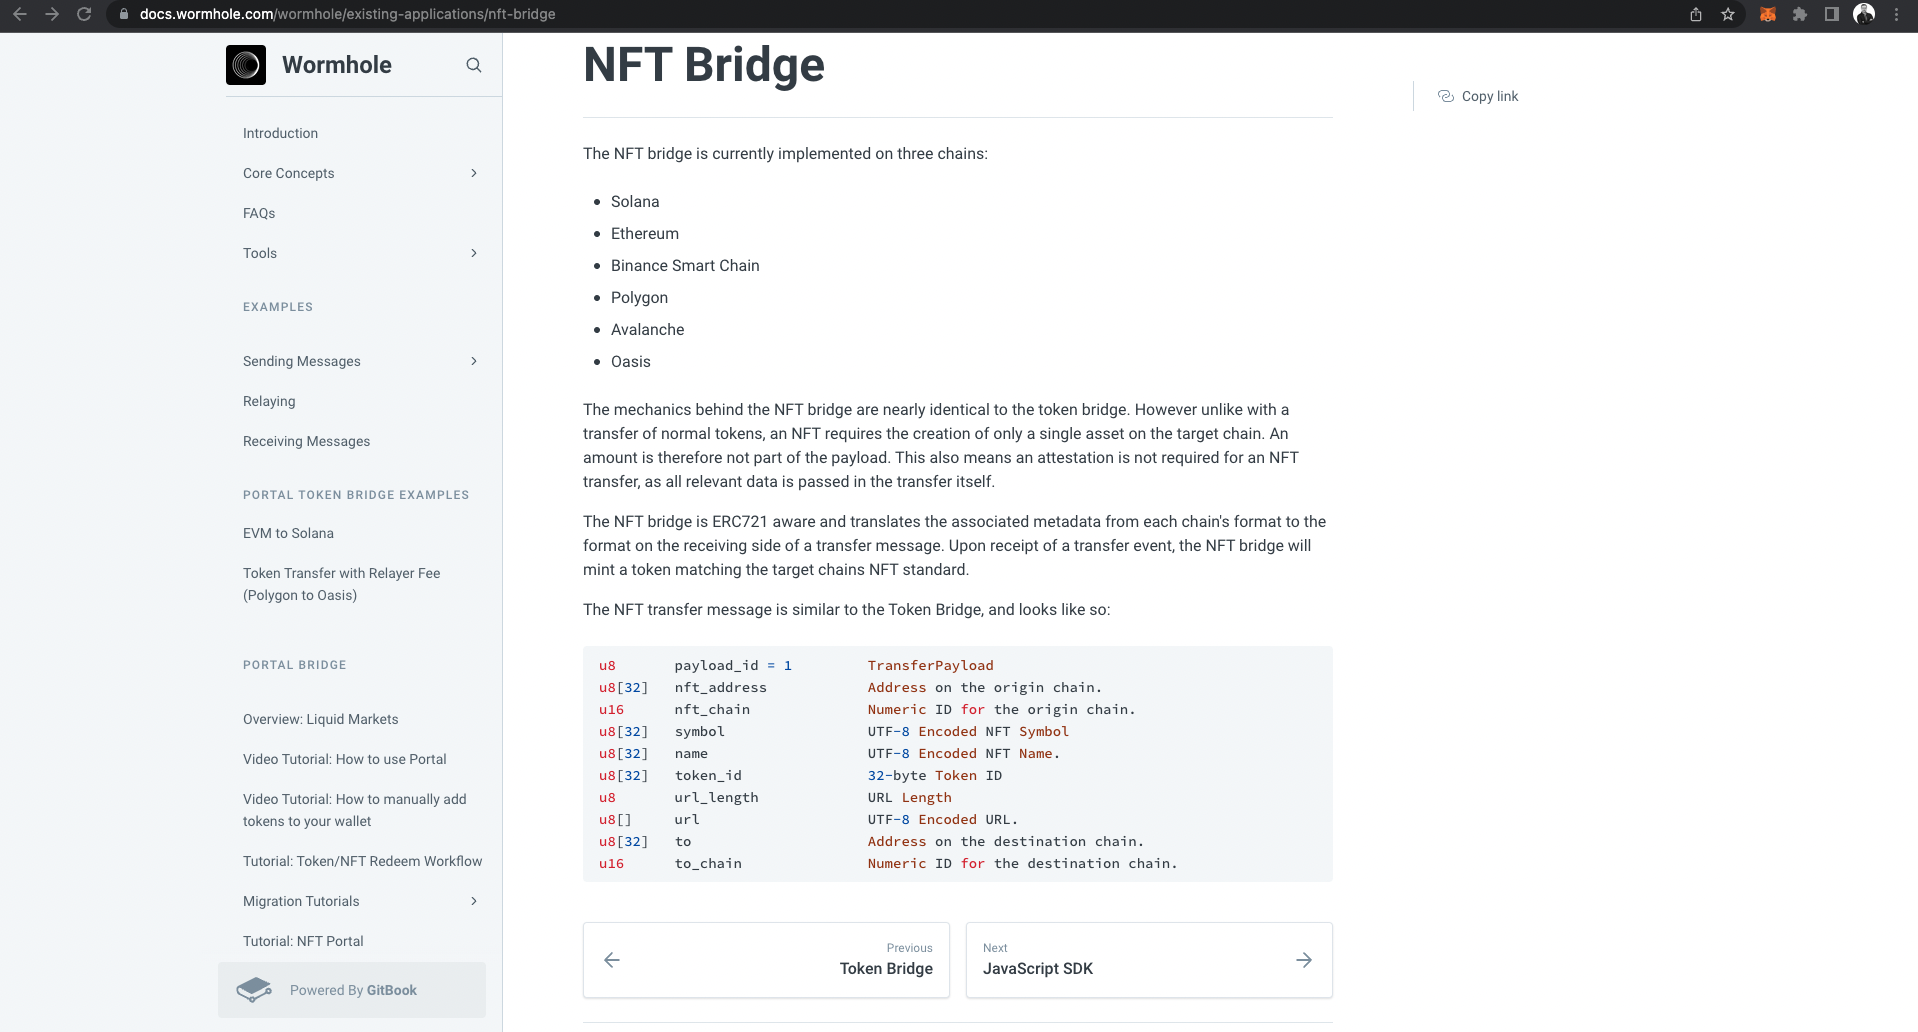 docs.wormhole.com/wormhole/existing-applications/nft-bridge
Wormhole
Introduction
Core Concepts
FAQs
Tools
EXAMPLES
Sending Messages
Relaying
Receiving Messages
PORTAL TOKEN BRIDGE EXAMPLES
EVM to Solana
Token Transfer with Relayer Fee
(Polygon to Oasis)
PORTAL BRIDGE
Overview: Liquid Markets
Video Tutorial: How to use Portal
Video Tutorial: How to manually add
tokens to your wallet
Tutorial: Token/NFT Redeem Workflow
Migration Tutorials
Tutorial: NFT Portal
Powered By GitBook
NFT Bridge
Copy link
The NFT bridge is currently implemented on three chains:
• Solana
• Ethereum
• Binance Smart Chain
• Polygon
• Avalanche
• Oasis
The mechanics behind the NFT bridge are nearly identical to the token bridge. However unlike with a
transfer of normal tokens, an NFT requires the creation of only a single asset on the target chain. An
amount is therefore not part of the payload. This also means an attestation is not required for an NFT
transfer, as all relevant data is passed in the transfer itself.
The NFT bridge is ERC721 aware and translates the associated metadata from each chain's format to the
format on the receiving side of a transfer message. Upon receipt of a transfer event, the NFT bridge will
mint a token matching the target chains NFT standard.
The NFT transfer message is similar to the Token Bridge, and looks like so:
u8 payload_id = 1 TransferPayload
u8[32] nft_address Address on the origin chain.
u16 nft_chain Numeric ID for the origin chain.
u8[32] symbol UTF-8 Encoded NFT Symbol
u8[32] name UTF-8 Encoded NFT Name.
u8[32] token_id 32-byte Token ID
u8 url_length URL Length
u8[] url UTF-8 Encoded URL.
u8[32] to Address on the destination chain.
u16 to_chain Numeric ID for the destination chain.
Previous
Token Bridge
Next
JavaScript SDK